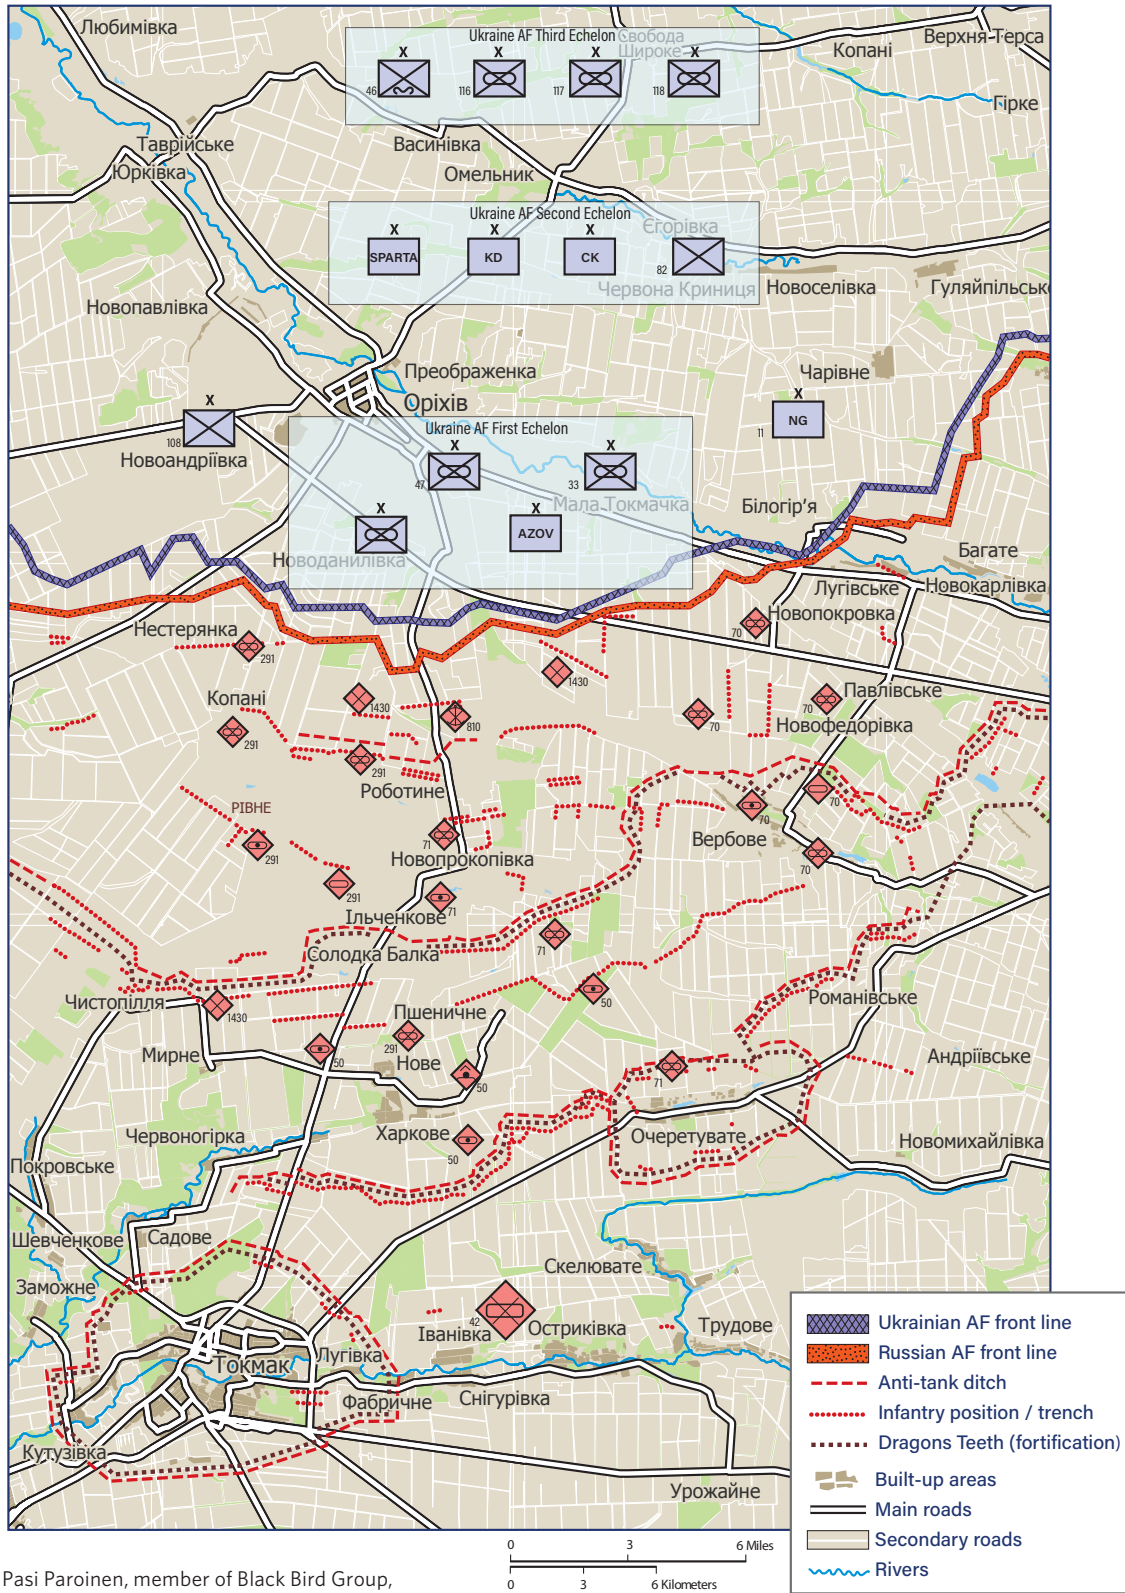 Любимівка
Ukraine AF Third Echelon
Свобода
Широке
Копані
Верхня Терса
X X X X
46 116 117 118
Гірке
Таврійське
Юрківка
Васинівка
Омельник
Ukraine AF Second Echelon
X X X X
SPARTA KD CK 82
Єгорівка
Червона Криниця
Новоселівка
Гуляйпільське
Новопавлівка
Преображенка
Оріхів
Чарівне
X
NG
11
X
108
Новоандріївка
Ukraine AF First Echelon
X X
47 33
Мала Токмачка
X X
AZOV
Новоданилівка
Білогір’я
Багате
Лугівське
Новокарлівка
Новопокровка
70
Нестерянка
291
1430
Копані
291
1430
810
70
70
Павлівське
Новофедорівка
291
Роботине
РІВНЕ
291
71
Новопрокопівка
70
Вербове
70
70
291
71
Ільченкове
Солодка Балка
71
50
Чистопілля
1430
Романівське
Пшеничне
291
Мирне
50
Нове
50
71
Андріївське
Червоногірка
Харкове
50
Очеретувате
Новомихайлівка
Покровське
Шевченкове
Садове
Заможне
Скелювате
42
Іванівка
Остриківка
Трудове
Токмак
Лугівка
Фабричне
Снігурівка
Кутузівка
Урожайне
Ukrainian AF front line
Russian AF front line
Anti-tank ditch
Infantry position / trench
Dragons Teeth (fortification)
Built-up areas
Main roads
Secondary roads
Rivers
0 3 6 Miles
0 3 6 Kilometers
Pasi Paroinen, member of Black Bird Group,